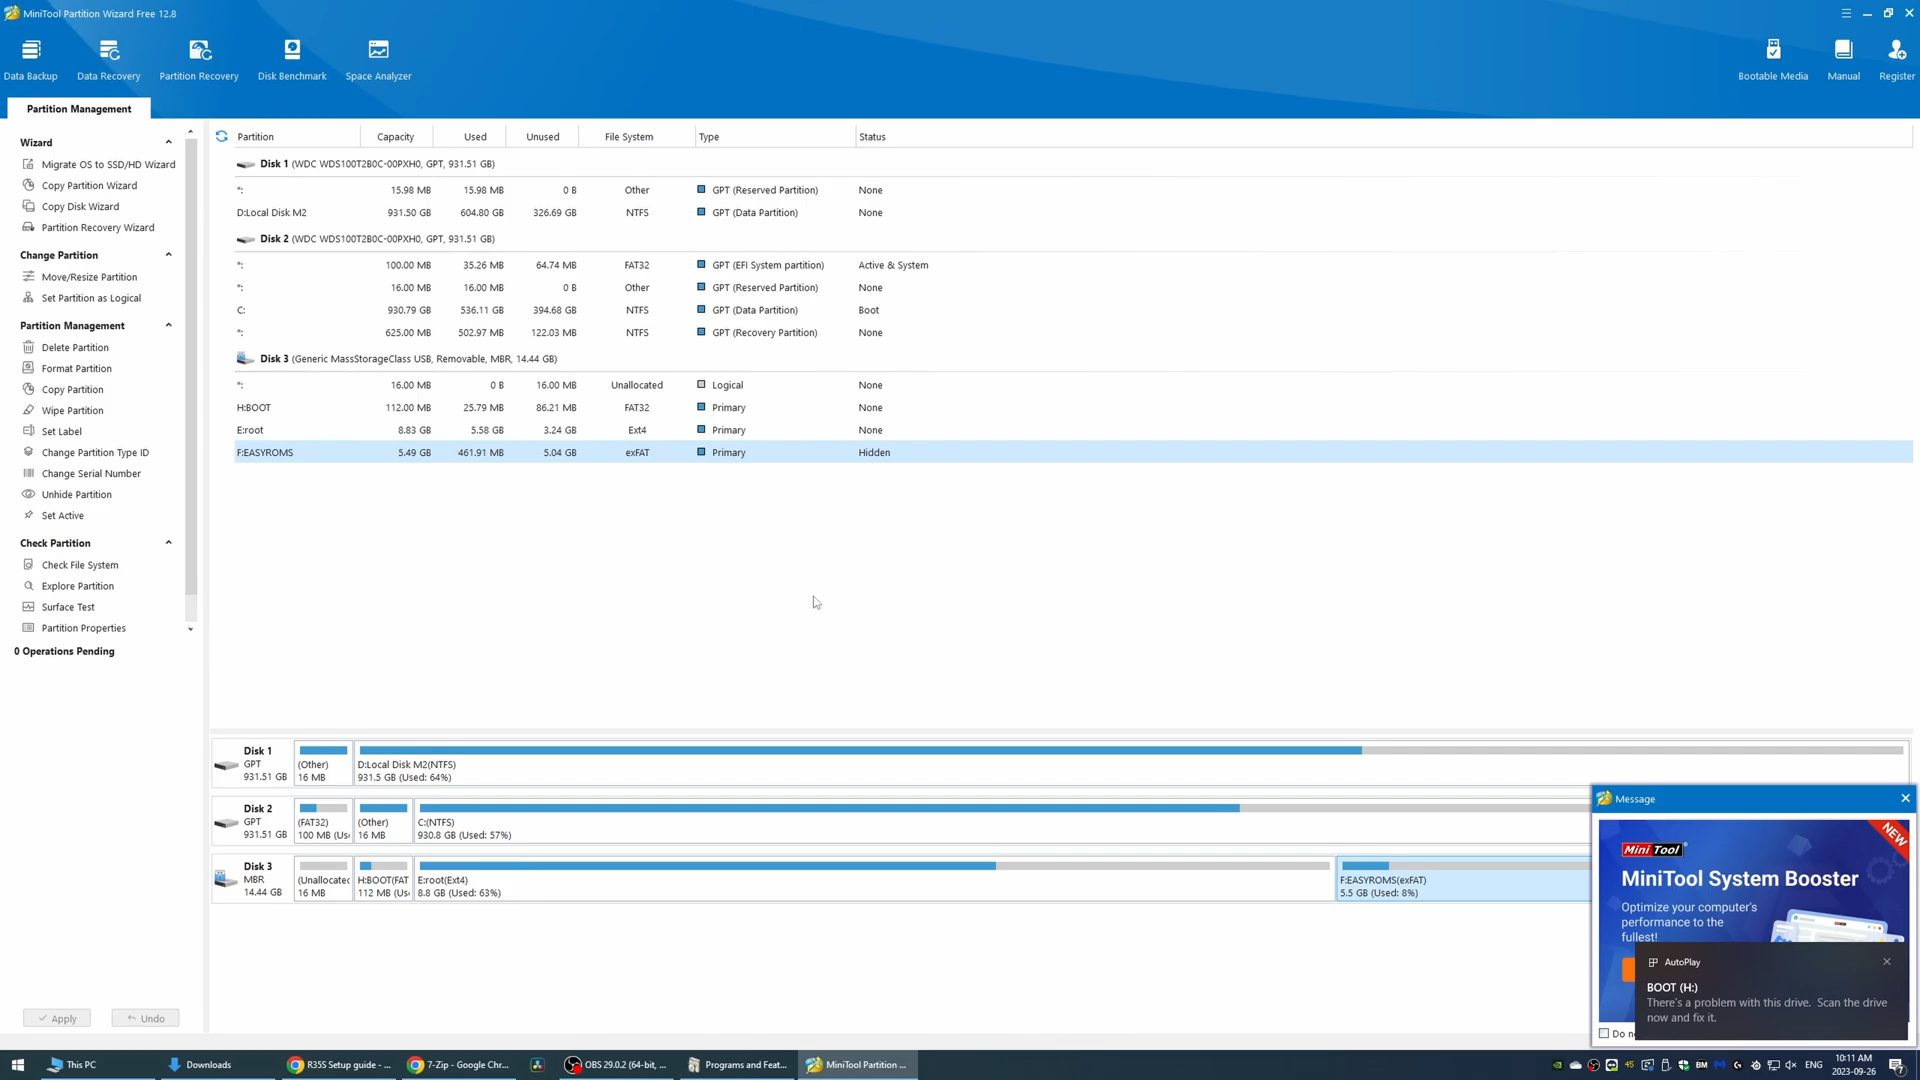 MiniTool Partition Wizard Free 12.8
Data Backup
Data Recovery
Partition Recovery
Disk Benchmark
Space Analyzer
Bootable Media
Manual
Register
Partition Management
Wizard
Migrate OS to SSD/HD Wizard
Copy Partition Wizard
Copy Disk Wizard
Partition Recovery Wizard
Change Partition
Move/Resize Partition
Set Partition as Logical
Partition Management
Delete Partition
Format Partition
Copy Partition
Wipe Partition
Set Label
Change Partition Type ID
Change Serial Number
Unhide Partition
Set Active
Check Partition
Check File System
Explore Partition
Surface Test
Partition Properties
0 Operations Pending
Apply
Undo
Partition Capacity Used Unused File System Type Status
Disk 1 (WDC WDS100T2B0C-00PXH0, GPT, 931.51 GB)
*: 15.98 MB 15.98 MB 0 B Other GPT (Reserved Partition) None
D:Local Disk M2 931.50 GB 604.80 GB 326.69 GB NTFS GPT (Data Partition) None
Disk 2 (WDC WDS100T2B0C-00PXH0, GPT, 931.51 GB)
*: 100.00 MB 35.26 MB 64.74 MB FAT32 GPT (EFI System partition) Active & System
*: 16.00 MB 16.00 MB 0 B Other GPT (Reserved Partition) None
C: 930.79 GB 536.11 GB 394.68 GB NTFS GPT (Data Partition) Boot
*: 625.00 MB 502.97 MB 122.03 MB NTFS GPT (Recovery Partition) None
Disk 3 (Generic MassStorageClass USB, Removable, MBR, 14.44 GB)
*: 16.00 MB 0 B 16.00 MB Unallocated Logical None
H:BOOT 112.00 MB 25.79 MB 86.21 MB FAT32 Primary None
E:root 8.83 GB 5.58 GB 3.24 GB Ext4 Primary None
F:EASYROMS 5.49 GB 461.91 MB 5.04 GB exFAT Primary Hidden
Disk 1
GPT
931.51 GB
(Other)
16 MB
D:Local Disk M2(NTFS)
931.5 GB (Used: 64%)
Disk 2
GPT
931.51 GB
(FAT32)
100 MB (Us
(Other)
16 MB
C:(NTFS)
930.8 GB (Used: 57%)
Disk 3
MBR
14.44 GB
(Unallocated
16 MB
H:BOOT(FAT
112 MB (Us
E:root(Ext4)
8.8 GB (Used: 63%)
F:EASYROMS(exFAT)
5.5 GB (Used: 8%)
Message
NEW
Mini Tool
MiniTool System Booster
Optimize your computer's
performance to the
fullest!
AutoPlay
BOOT (H:)
There's a problem with this drive. Scan the drive
now and fix it.
Do no
This PC
Downloads
R35S Setup guide - ...
7-Zip - Google Chr...
OBS 29.0.2 (64-bit, ...
Programs and Feat...
MiniTool Partition ...
45
BM
ENG
10:11 AM
2023-09-26
7